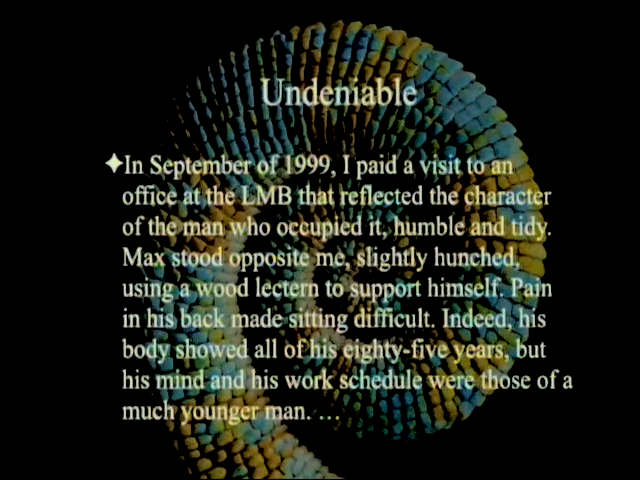 Undeniable
✦In September of 1999, I paid a visit to an
office at the LMB that reflected the character
of the man who occupied it, humble and tidy.
Max stood opposite me, slightly hunched,
using a wood lectern to support himself. Pain
in his back made sitting difficult. Indeed, his
body showed all of his eighty-five years, but
his mind and his work schedule were those of a
much younger man. …